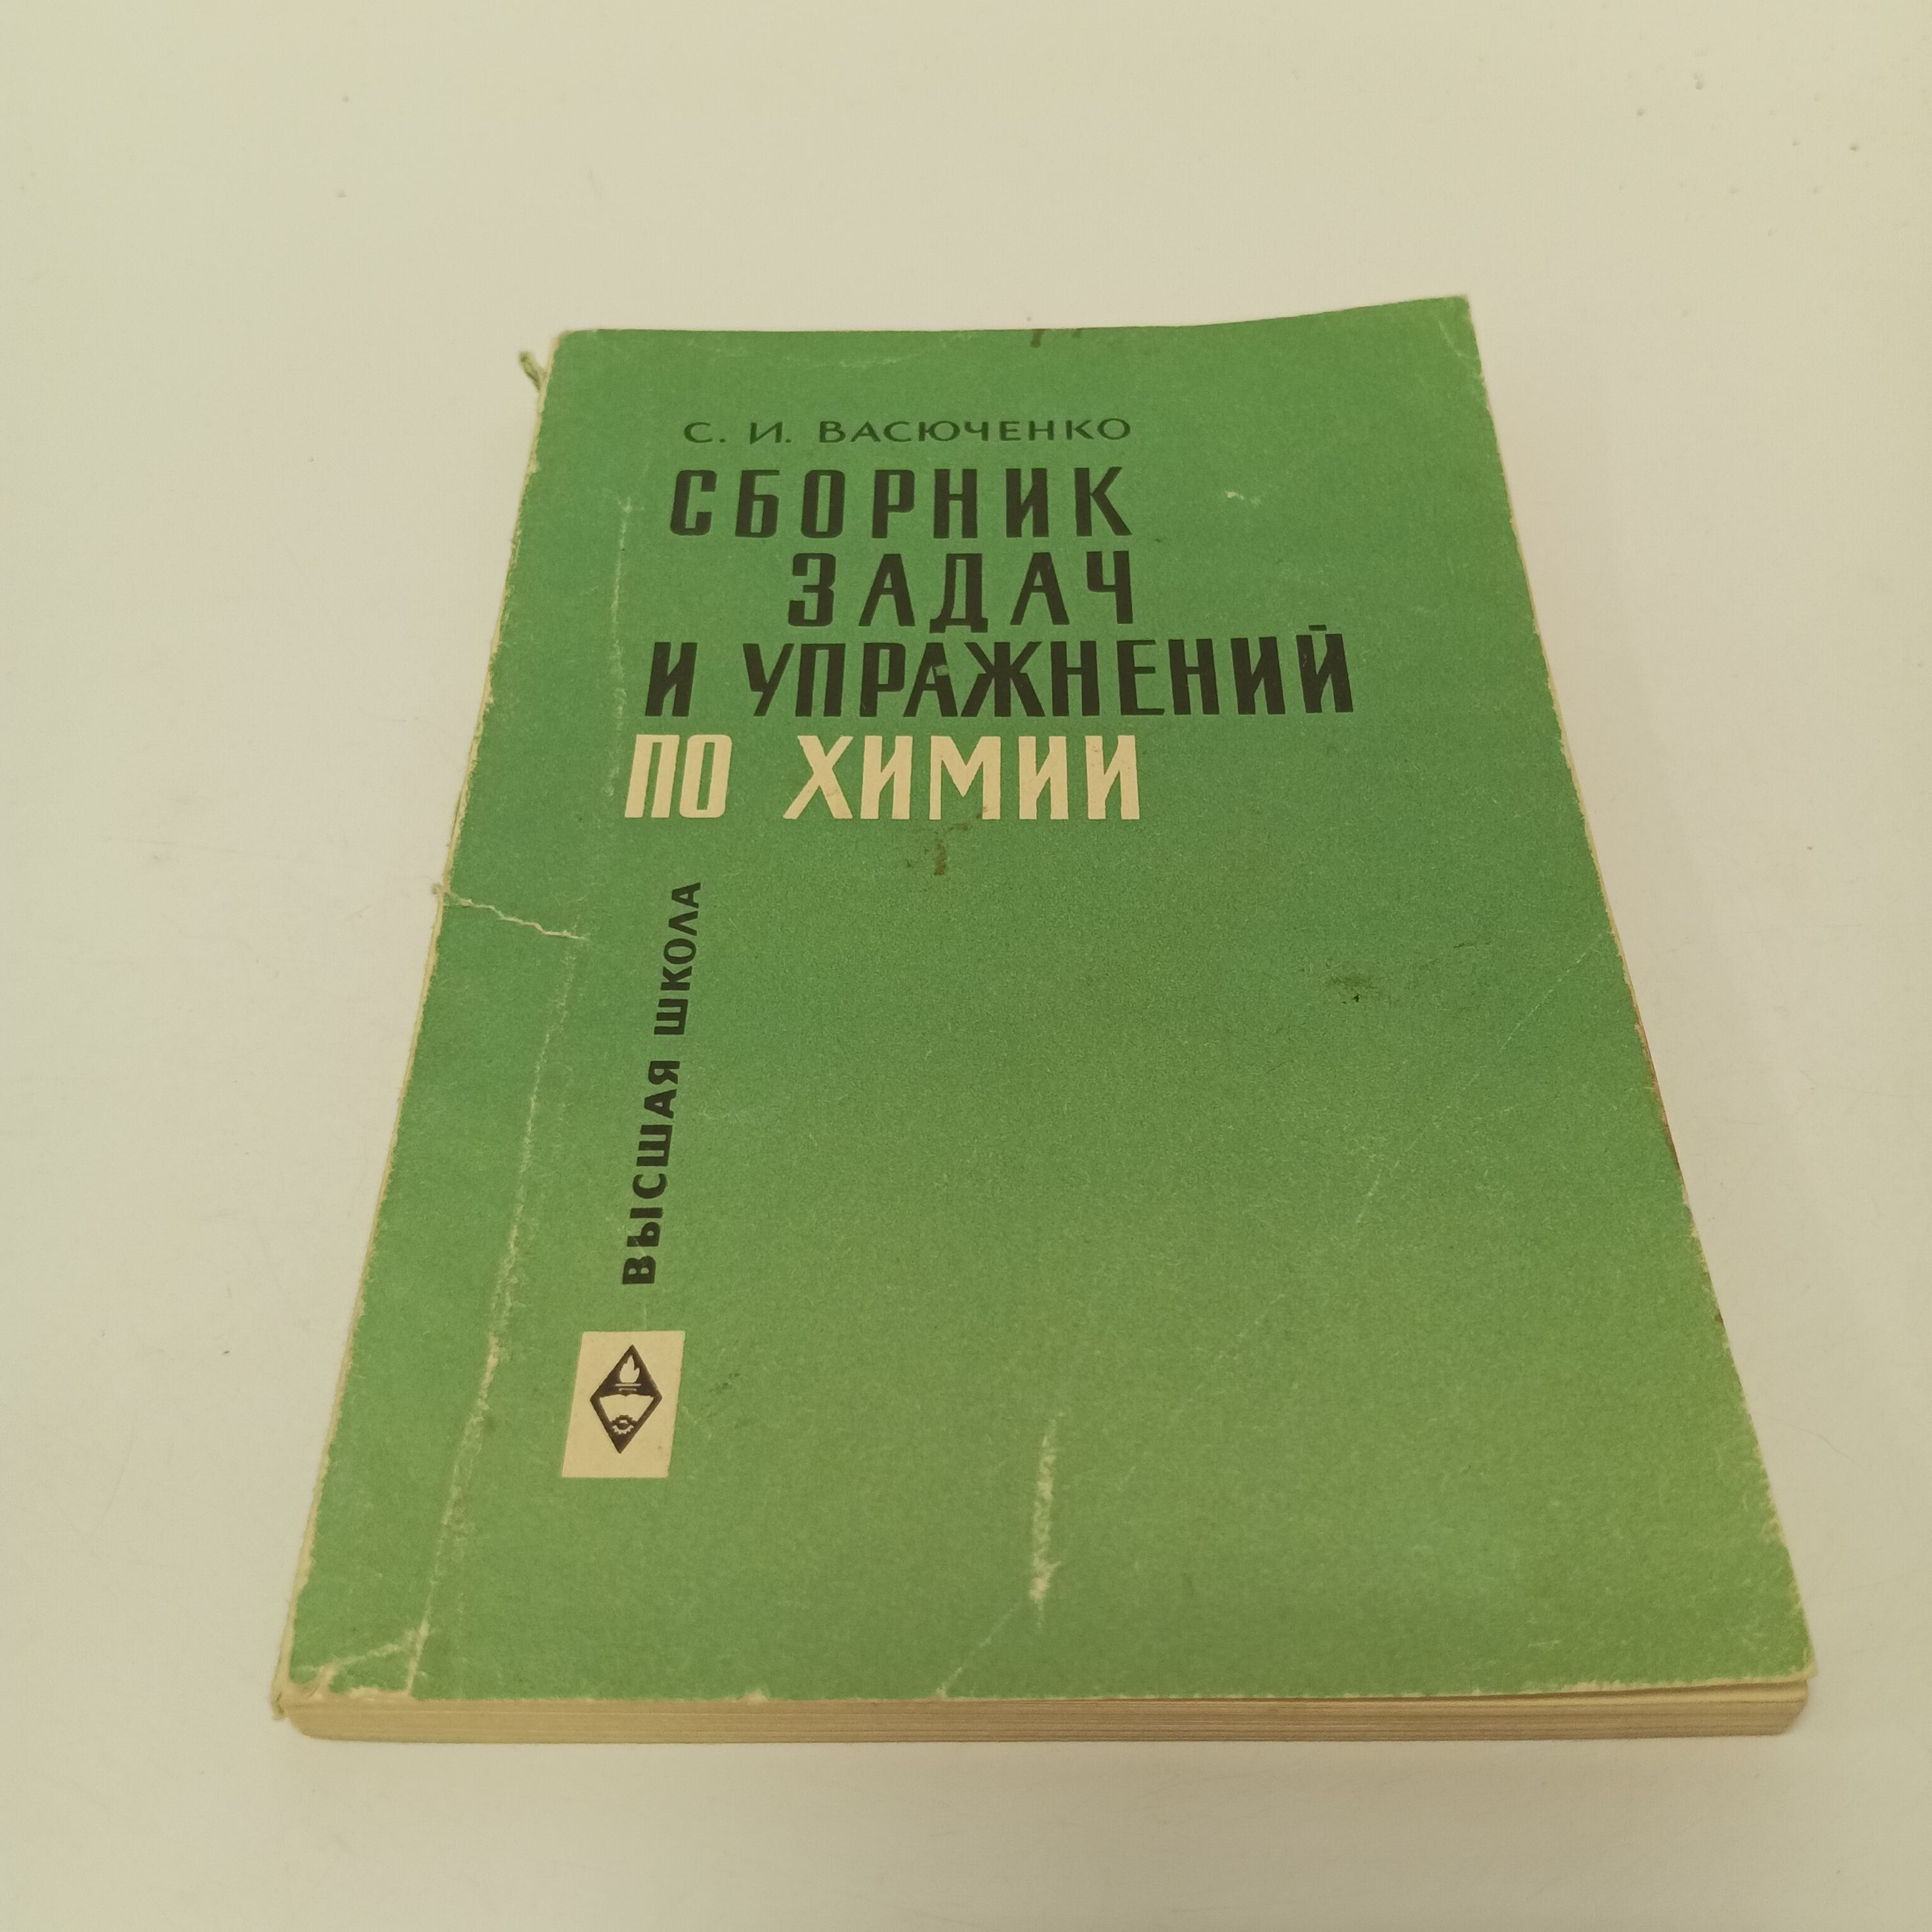 С. И. ВАСЮЧЕНКО
СБОРНИК
ЗАДАЧ
И УПРАЖНЕНИЙ
ПО ХИМИИ
ВЫСШАЯ ШКОЛА